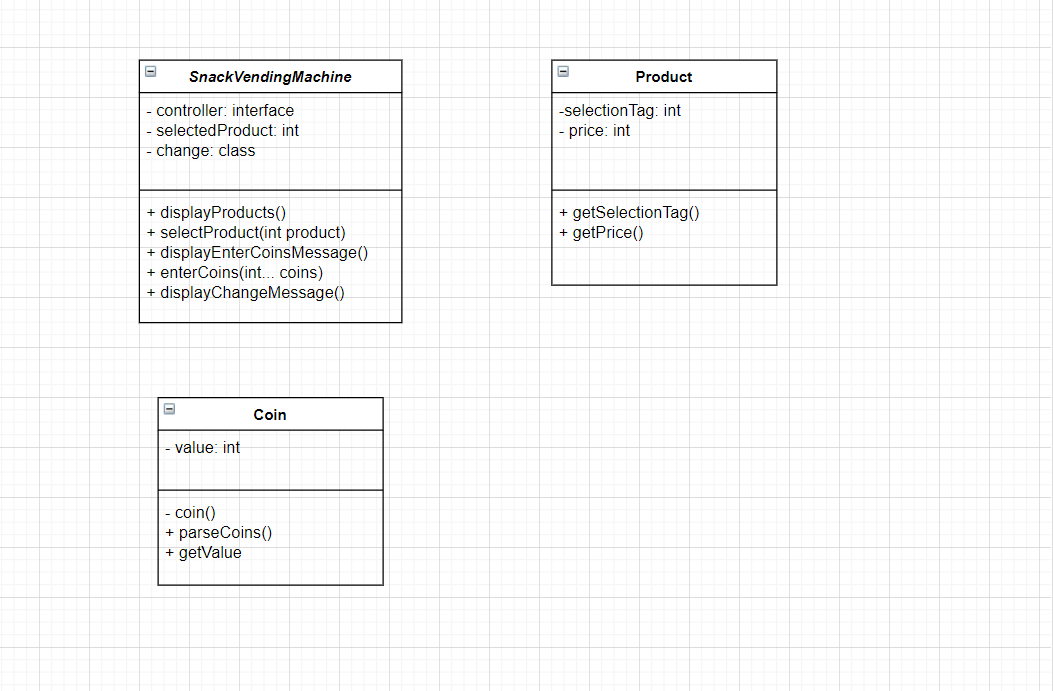 SnackVendingMachine
- controller: interface
- selectedProduct: int
- change: class
+ displayProducts()
+ selectProduct(int product)
+ displayEnterCoinsMessage()
+ enterCoins(int... coins)
+ displayChangeMessage()
Product
-selectionTag: int
- price: int
+ getSelectionTag()
+ getPrice()
Coin
- value: int
- coin()
+ parseCoins()
+ getValue